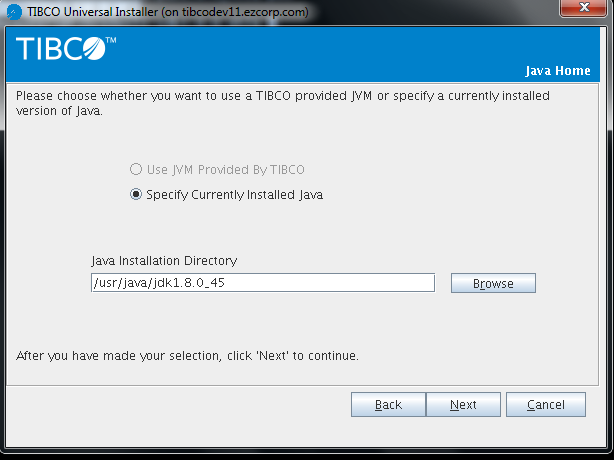 TIBCO Universal Installer (on tibcodev11.ezcorp.com)
TIBCO™
Java Home
Please choose whether you want to use a TIBCO provided JVM or specify a currently installed
version of Java.
Use JVM Provided By TIBCO
Specify Currently Installed Java
Java Installation Directory
/usr/java/jdk1.8.0_45
Browse
After you have made your selection, click 'Next' to continue.
Back
Next
Cancel